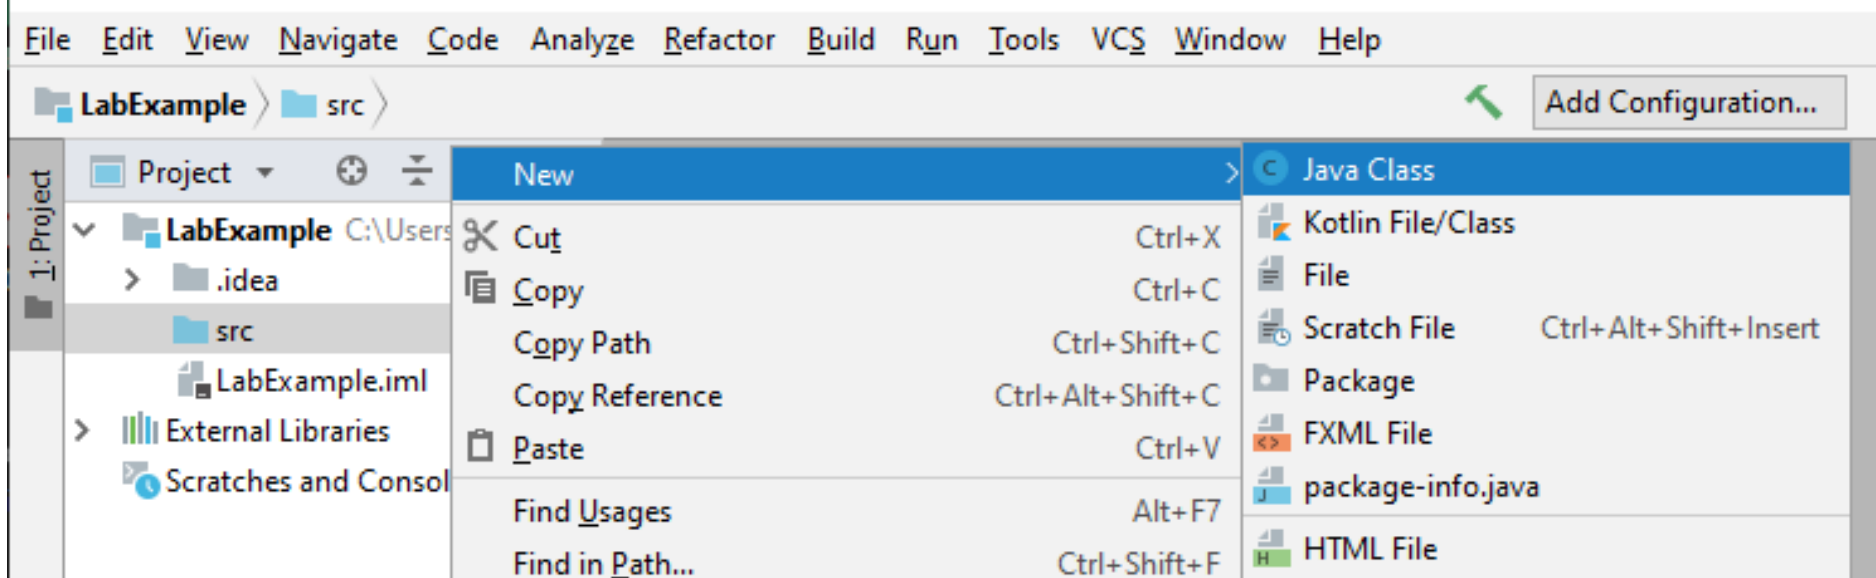 File Edit View Navigate Code Analyze Refactor Build Run Tools VCS Window Help
LabExample src Add Configuration...
1: Project
Project
LabExample C:\Users
.idea
src
LabExample.iml
External Libraries
Scratches and Consol
New
Cut Ctrl+X
Copy Ctrl+C
Copy Path Ctrl+Shift+C
Copy Reference Ctrl+Alt+Shift+C
Paste Ctrl+V
Find Usages Alt+F7
Find in Path... Ctrl+Shift+F
C Java Class
Kotlin File/Class
File
Scratch File Ctrl+Alt+Shift+Insert
Package
<> FXML File
J package-info.java
H HTML File